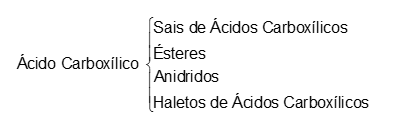 Sais de Ácidos Carboxílicos
Ésteres
Ácido Carboxílico
Anidridos
Haletos de Ácidos Carboxílicos